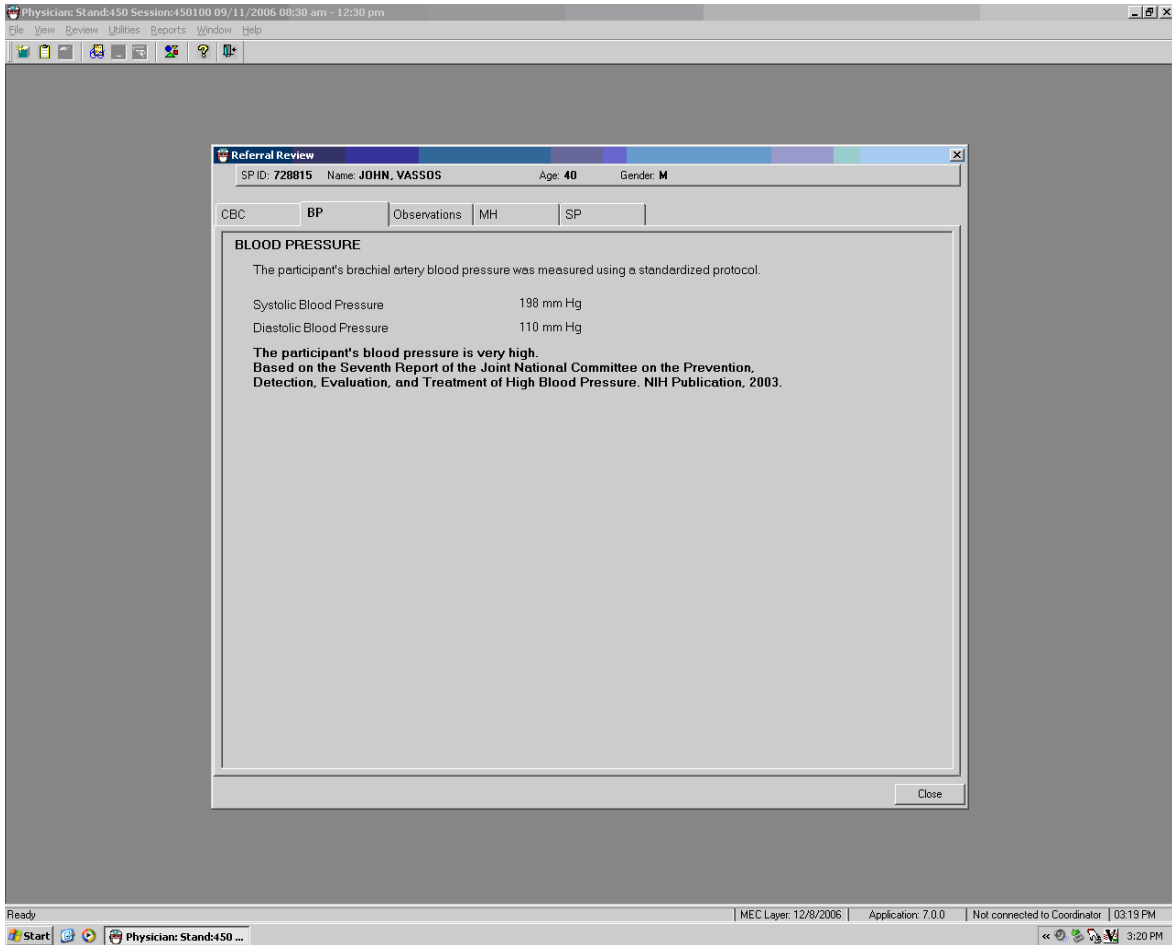 Physician: Stand:450 Session:450100 09/11/2006 08:30 am - 12:30 pm
File View Review Utilities Reports Window Help
Referral Review
SP ID: 728815 Name: JOHN, VASSOS Age: 40 Gender: M
CBC BP Observations MH SP
BLOOD PRESSURE
The participant's brachial artery blood pressure was measured using a standardized protocol.
Systolic Blood Pressure 198 mm Hg
Diastolic Blood Pressure 110 mm Hg
The participant's blood pressure is very high.
Based on the Seventh Report of the Joint National Committee on the Prevention,
Detection, Evaluation, and Treatment of High Blood Pressure. NIH Publication, 2003.
Close
Ready MEC Layer: 12/8/2006 Application: 7.0.0 Not connected to Coordinator 03:19 PM
Start Physician: Stand:450 ... « 3:20 PM